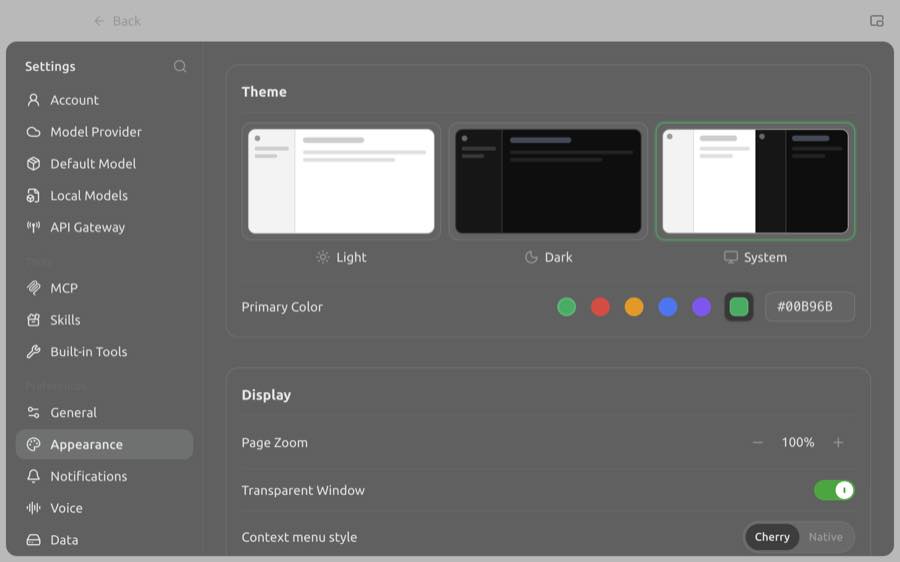 Back
Settings
Account
Model Provider
Default Model
Local Models
API Gateway
Tools
MCP
Skills
Built-in Tools
Preferences
General
Appearance
Notifications
Voice
Data
Theme
Light
Dark
System
Primary Color
#00B96B
Display
Page Zoom
100%
Transparent Window
Context menu style
Cherry
Native